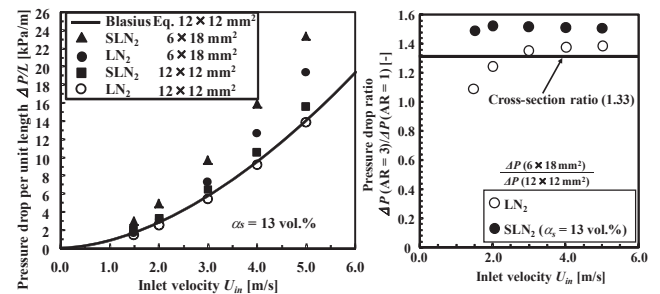 Pressure drop per unit length ΔP/L [kPa/m]
26
24
22
20
18
16
14
12
10
8
6
4
2
0
Blasius Eq. 12×12 mm²
SLN₂ 6×18 mm²
LN₂ 6×18 mm²
SLN₂ 12×12 mm²
LN₂ 12×12 mm²
αs = 13 vol.%
0.0 1.0 2.0 3.0 4.0 5.0 6.0
Inlet velocity Uin [m/s]
Pressure drop ratio
ΔP(AR = 3)/ΔP(AR = 1) [-]
1.6
1.4
1.2
1
0.8
0.6
0.4
0.2
0
Cross-section ratio (1.33)
ΔP (6×18 mm²)
ΔP (12×12 mm²)
LN₂
SLN₂ (αs = 13 vol.%)
0.0 1.0 2.0 3.0 4.0 5.0 6.0
Inlet velocity Uin [m/s]